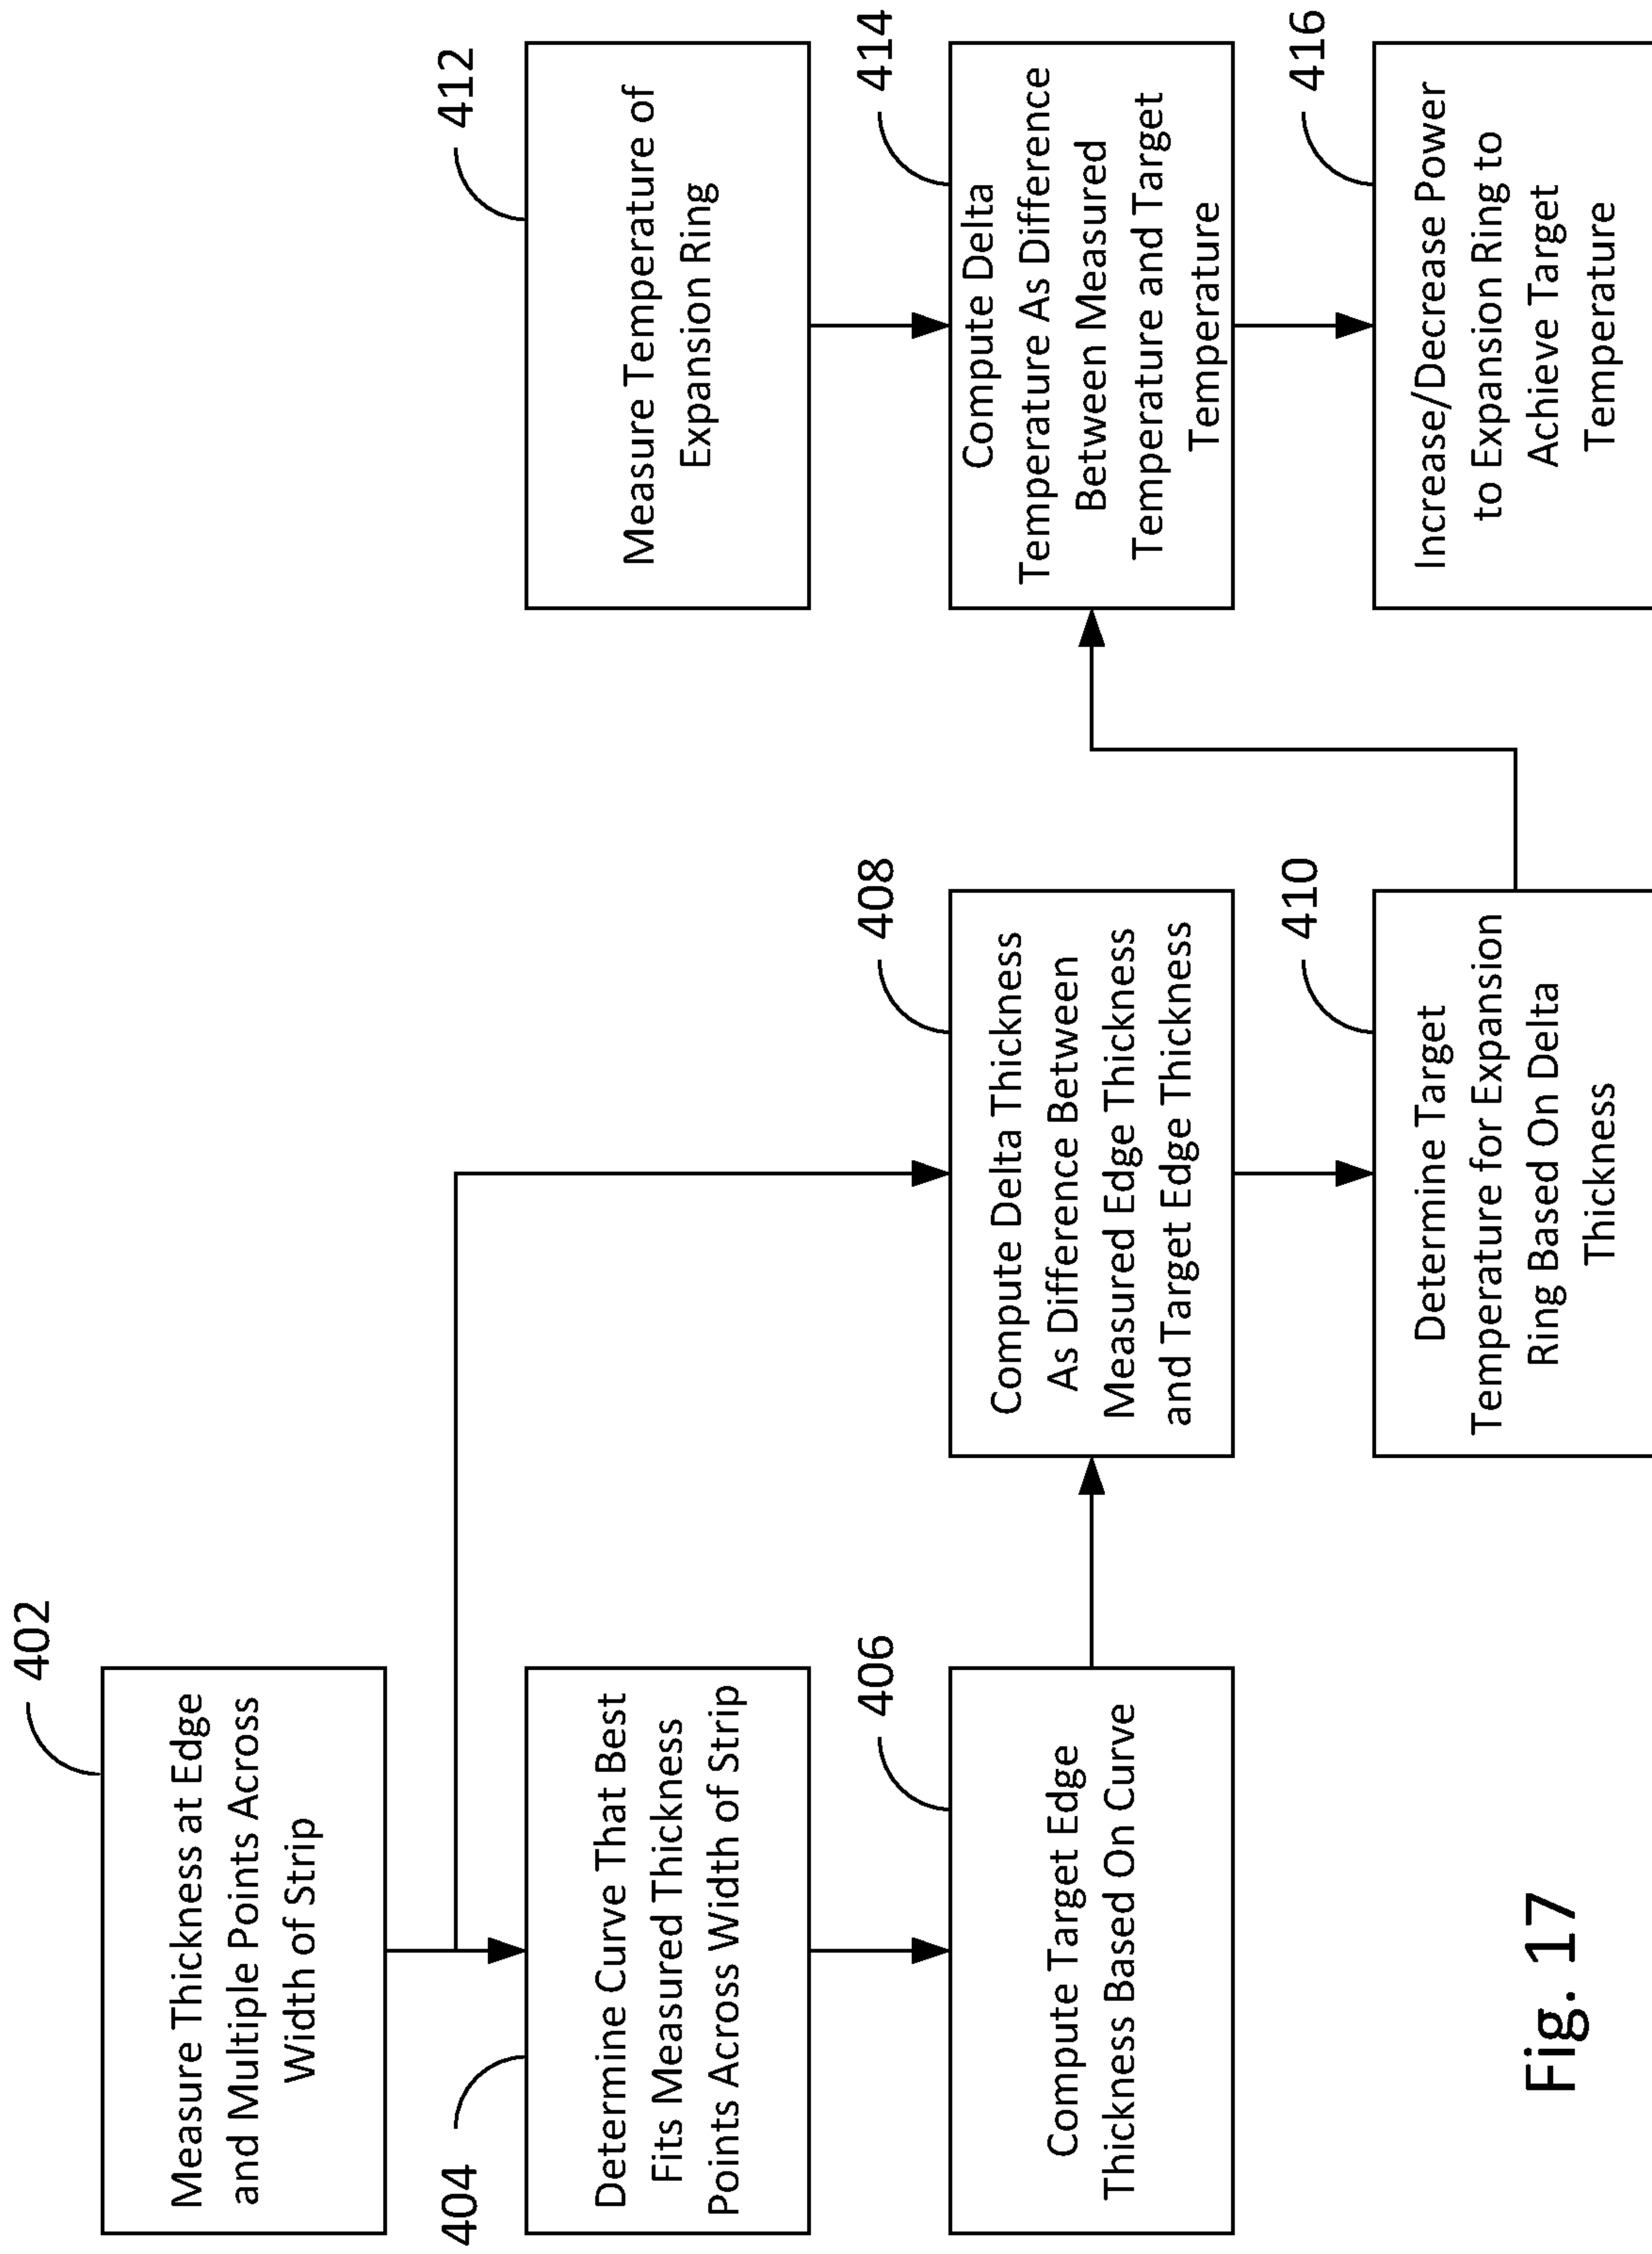 402
Measure Thickness at Edge
and Multiple Points Across
Width of Strip
404
Determine Curve That Best
Fits Measured Thickness
Points Across Width of Strip
406
Compute Target Edge
Thickness Based On Curve
408
Compute Delta Thickness
As Difference Between
Measured Edge Thickness
and Target Edge Thickness
410
Determine Target
Temperature for Expansion
Ring Based On Delta
Thickness
412
Measure Temperature of
Expansion Ring
414
Compute Delta
Temperature As Difference
Between Measured
Temperature and Target
Temperature
416
Increase/Decrease Power
to Expansion Ring to
Achieve Target
Temperature
Fig. 17